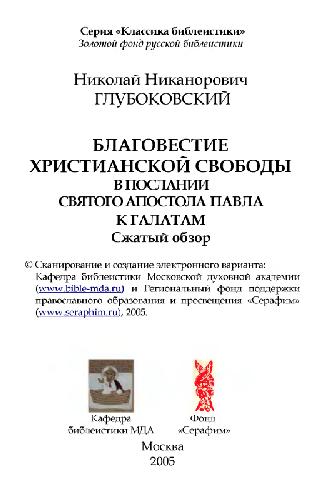 Серия «Классика библеистики»
Золотой фонд русской библеистики
Николай Никанорович
ГЛУБОКОВСКИЙ
БЛАГОВЕСТИЕ
ХРИСТИАНСКОЙ СВОБОДЫ
В ПОСЛАНИИ
СВЯТОГО АПОСТОЛА ПАВЛА
К ГАЛАТАМ
Сжатый обзор
© Сканирование и создание электронного варианта:
Кафедра библеистики Московской духовной академии
(www.bible-mda.ru) и Региональный фонд поддержки
православного образования и просвещения «Серафим»
(www.seraphim.ru), 2005.
Кафедра
библеистики МДА
Фонд
«Серафим»
Москва
2005